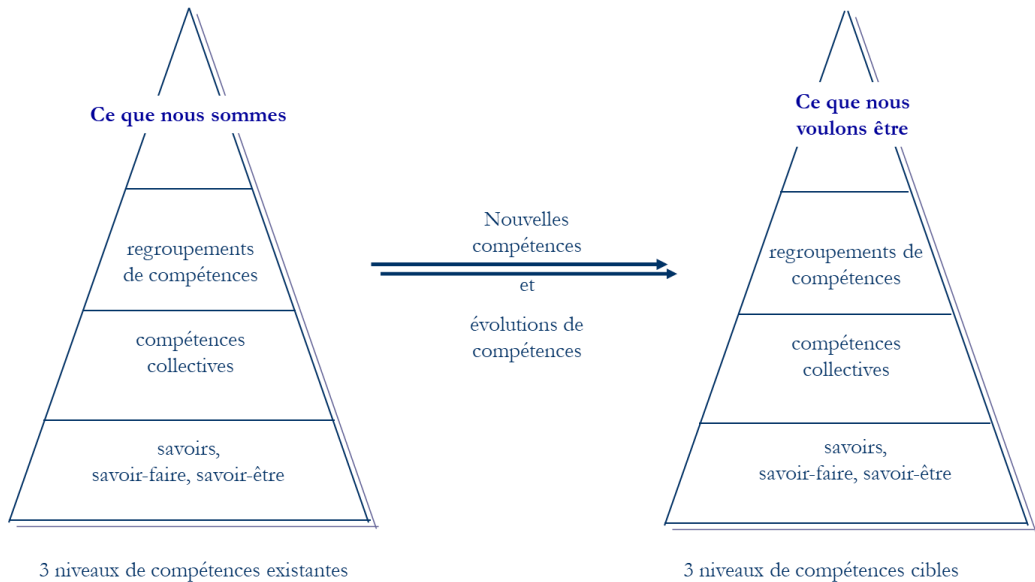 Ce que nous sommes
regroupements
de compétences
compétences
collectives
savoirs,
savoir-faire, savoir-être
3 niveaux de compétences existantes
Nouvelles
compétences
et
évolutions de
compétences
Ce que nous
voulons être
regroupements de
compétences
compétences
collectives
savoirs,
savoir-faire, savoir-être
3 niveaux de compétences cibles